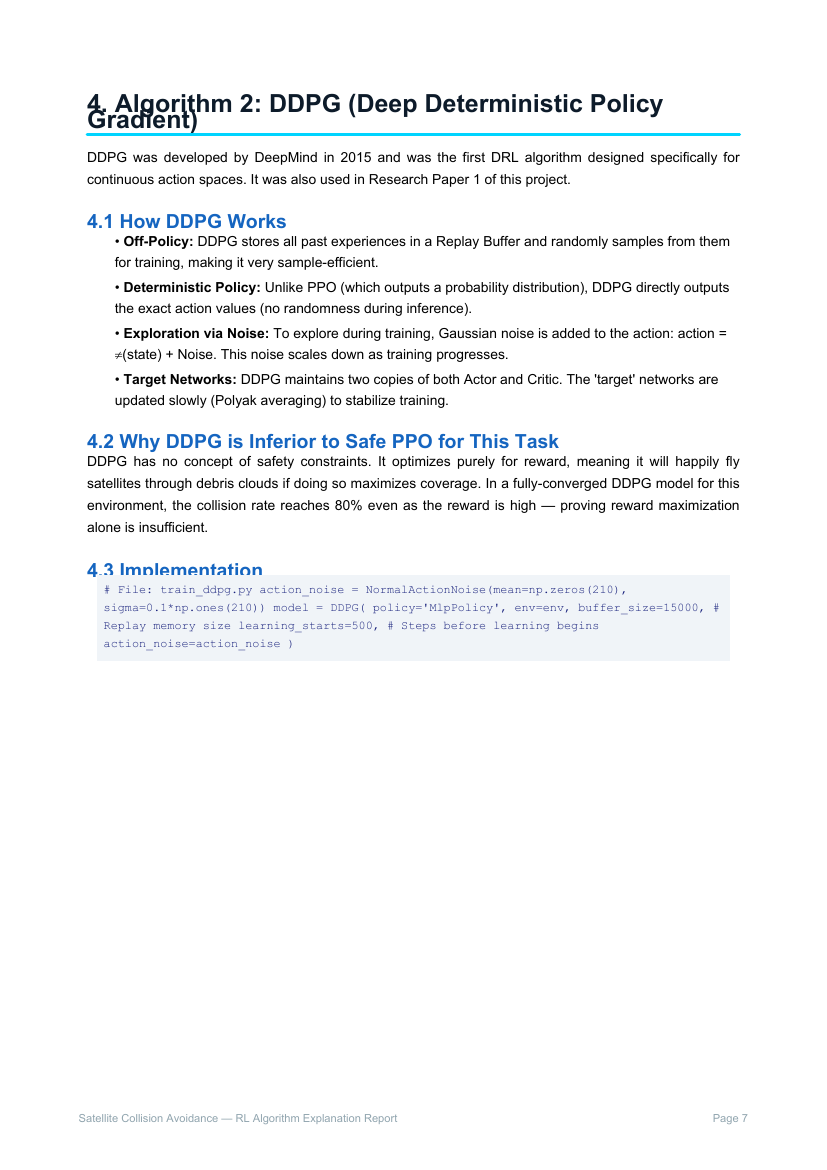 4. Algorithm 2: DDPG (Deep Deterministic Policy
Gradient)
DDPG was developed by DeepMind in 2015 and was the first DRL algorithm designed specifically for
continuous action spaces. It was also used in Research Paper 1 of this project.
4.1 How DDPG Works
• Off-Policy: DDPG stores all past experiences in a Replay Buffer and randomly samples from them
for training, making it very sample-efficient.
• Deterministic Policy: Unlike PPO (which outputs a probability distribution), DDPG directly outputs
the exact action values (no randomness during inference).
• Exploration via Noise: To explore during training, Gaussian noise is added to the action: action =
≠(state) + Noise. This noise scales down as training progresses.
• Target Networks: DDPG maintains two copies of both Actor and Critic. The 'target' networks are
updated slowly (Polyak averaging) to stabilize training.
4.2 Why DDPG is Inferior to Safe PPO for This Task
DDPG has no concept of safety constraints. It optimizes purely for reward, meaning it will happily fly
satellites through debris clouds if doing so maximizes coverage. In a fully-converged DDPG model for this
environment, the collision rate reaches 80% even as the reward is high — proving reward maximization
alone is insufficient.
4.3 Implementation
# File: train_ddpg.py action_noise = NormalActionNoise(mean=np.zeros(210),
sigma=0.1*np.ones(210)) model = DDPG( policy='MlpPolicy', env=env, buffer_size=15000, #
Replay memory size learning_starts=500, # Steps before learning begins
action_noise=action_noise )
Satellite Collision Avoidance — RL Algorithm Explanation Report
Page 7